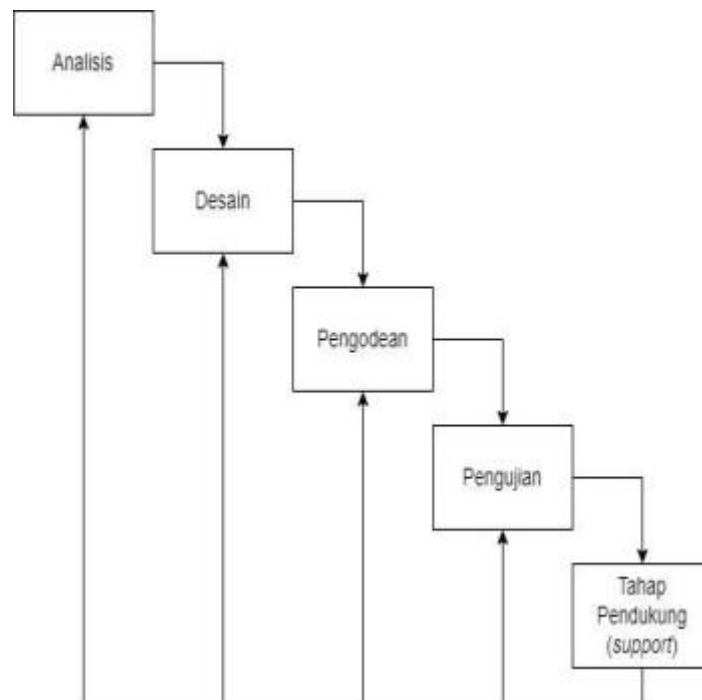 Analisis
Desain
Pengodean
Pengujian
Tahap
Pendukung
(support)